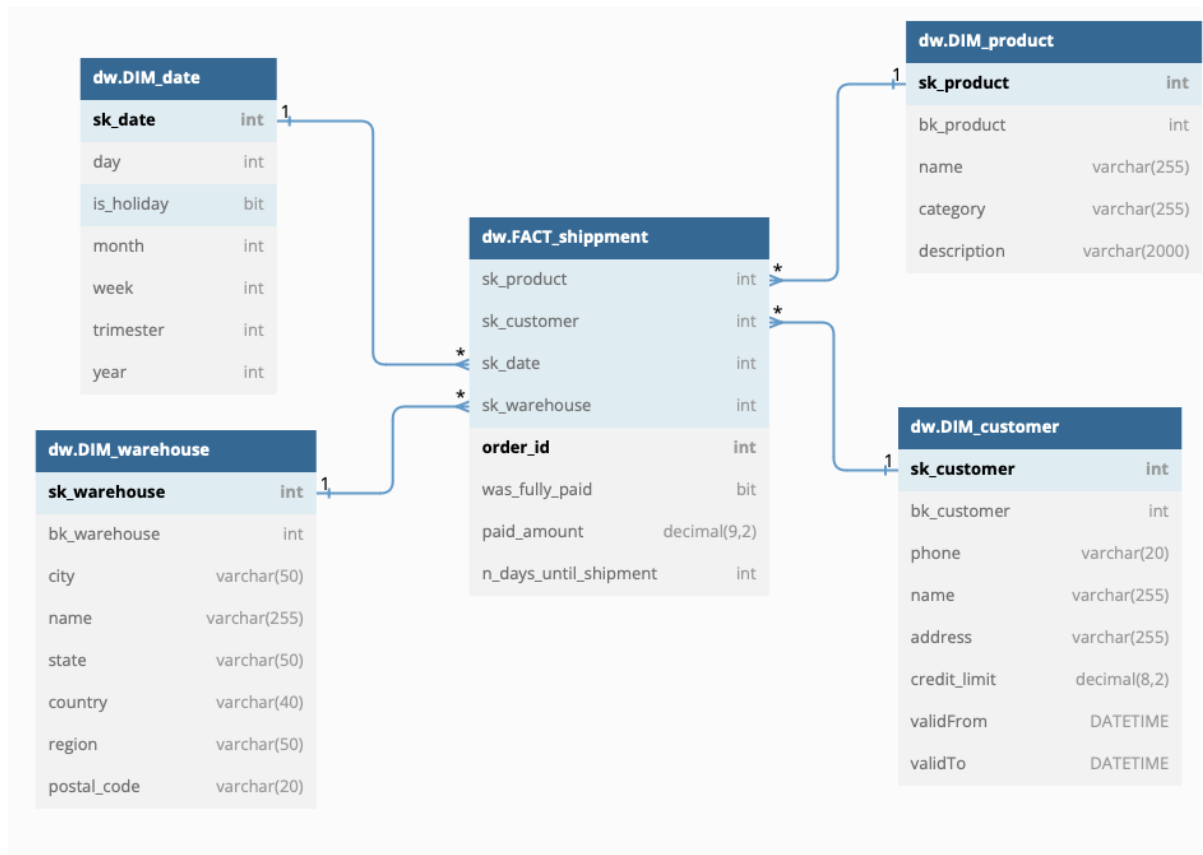 dw.DIM_date
sk_date int
day int
is_holiday bit
month int
week int
trimester int
year int
1
*
dw.DIM_warehouse
sk_warehouse int
bk_warehouse int
city varchar(50)
name varchar(255)
state varchar(50)
country varchar(40)
region varchar(50)
postal_code varchar(20)
1
*
dw.FACT_shippment
sk_product int
sk_customer int
sk_date int
sk_warehouse int
order_id int
was_fully_paid bit
paid_amount decimal(9,2)
n_days_until_shipment int
*
*
dw.DIM_product
1
sk_product int
bk_product int
name varchar(255)
category varchar(255)
description varchar(2000)
dw.DIM_customer
1
sk_customer int
bk_customer int
phone varchar(20)
name varchar(255)
address varchar(255)
credit_limit decimal(8,2)
validFrom DATETIME
validTo DATETIME